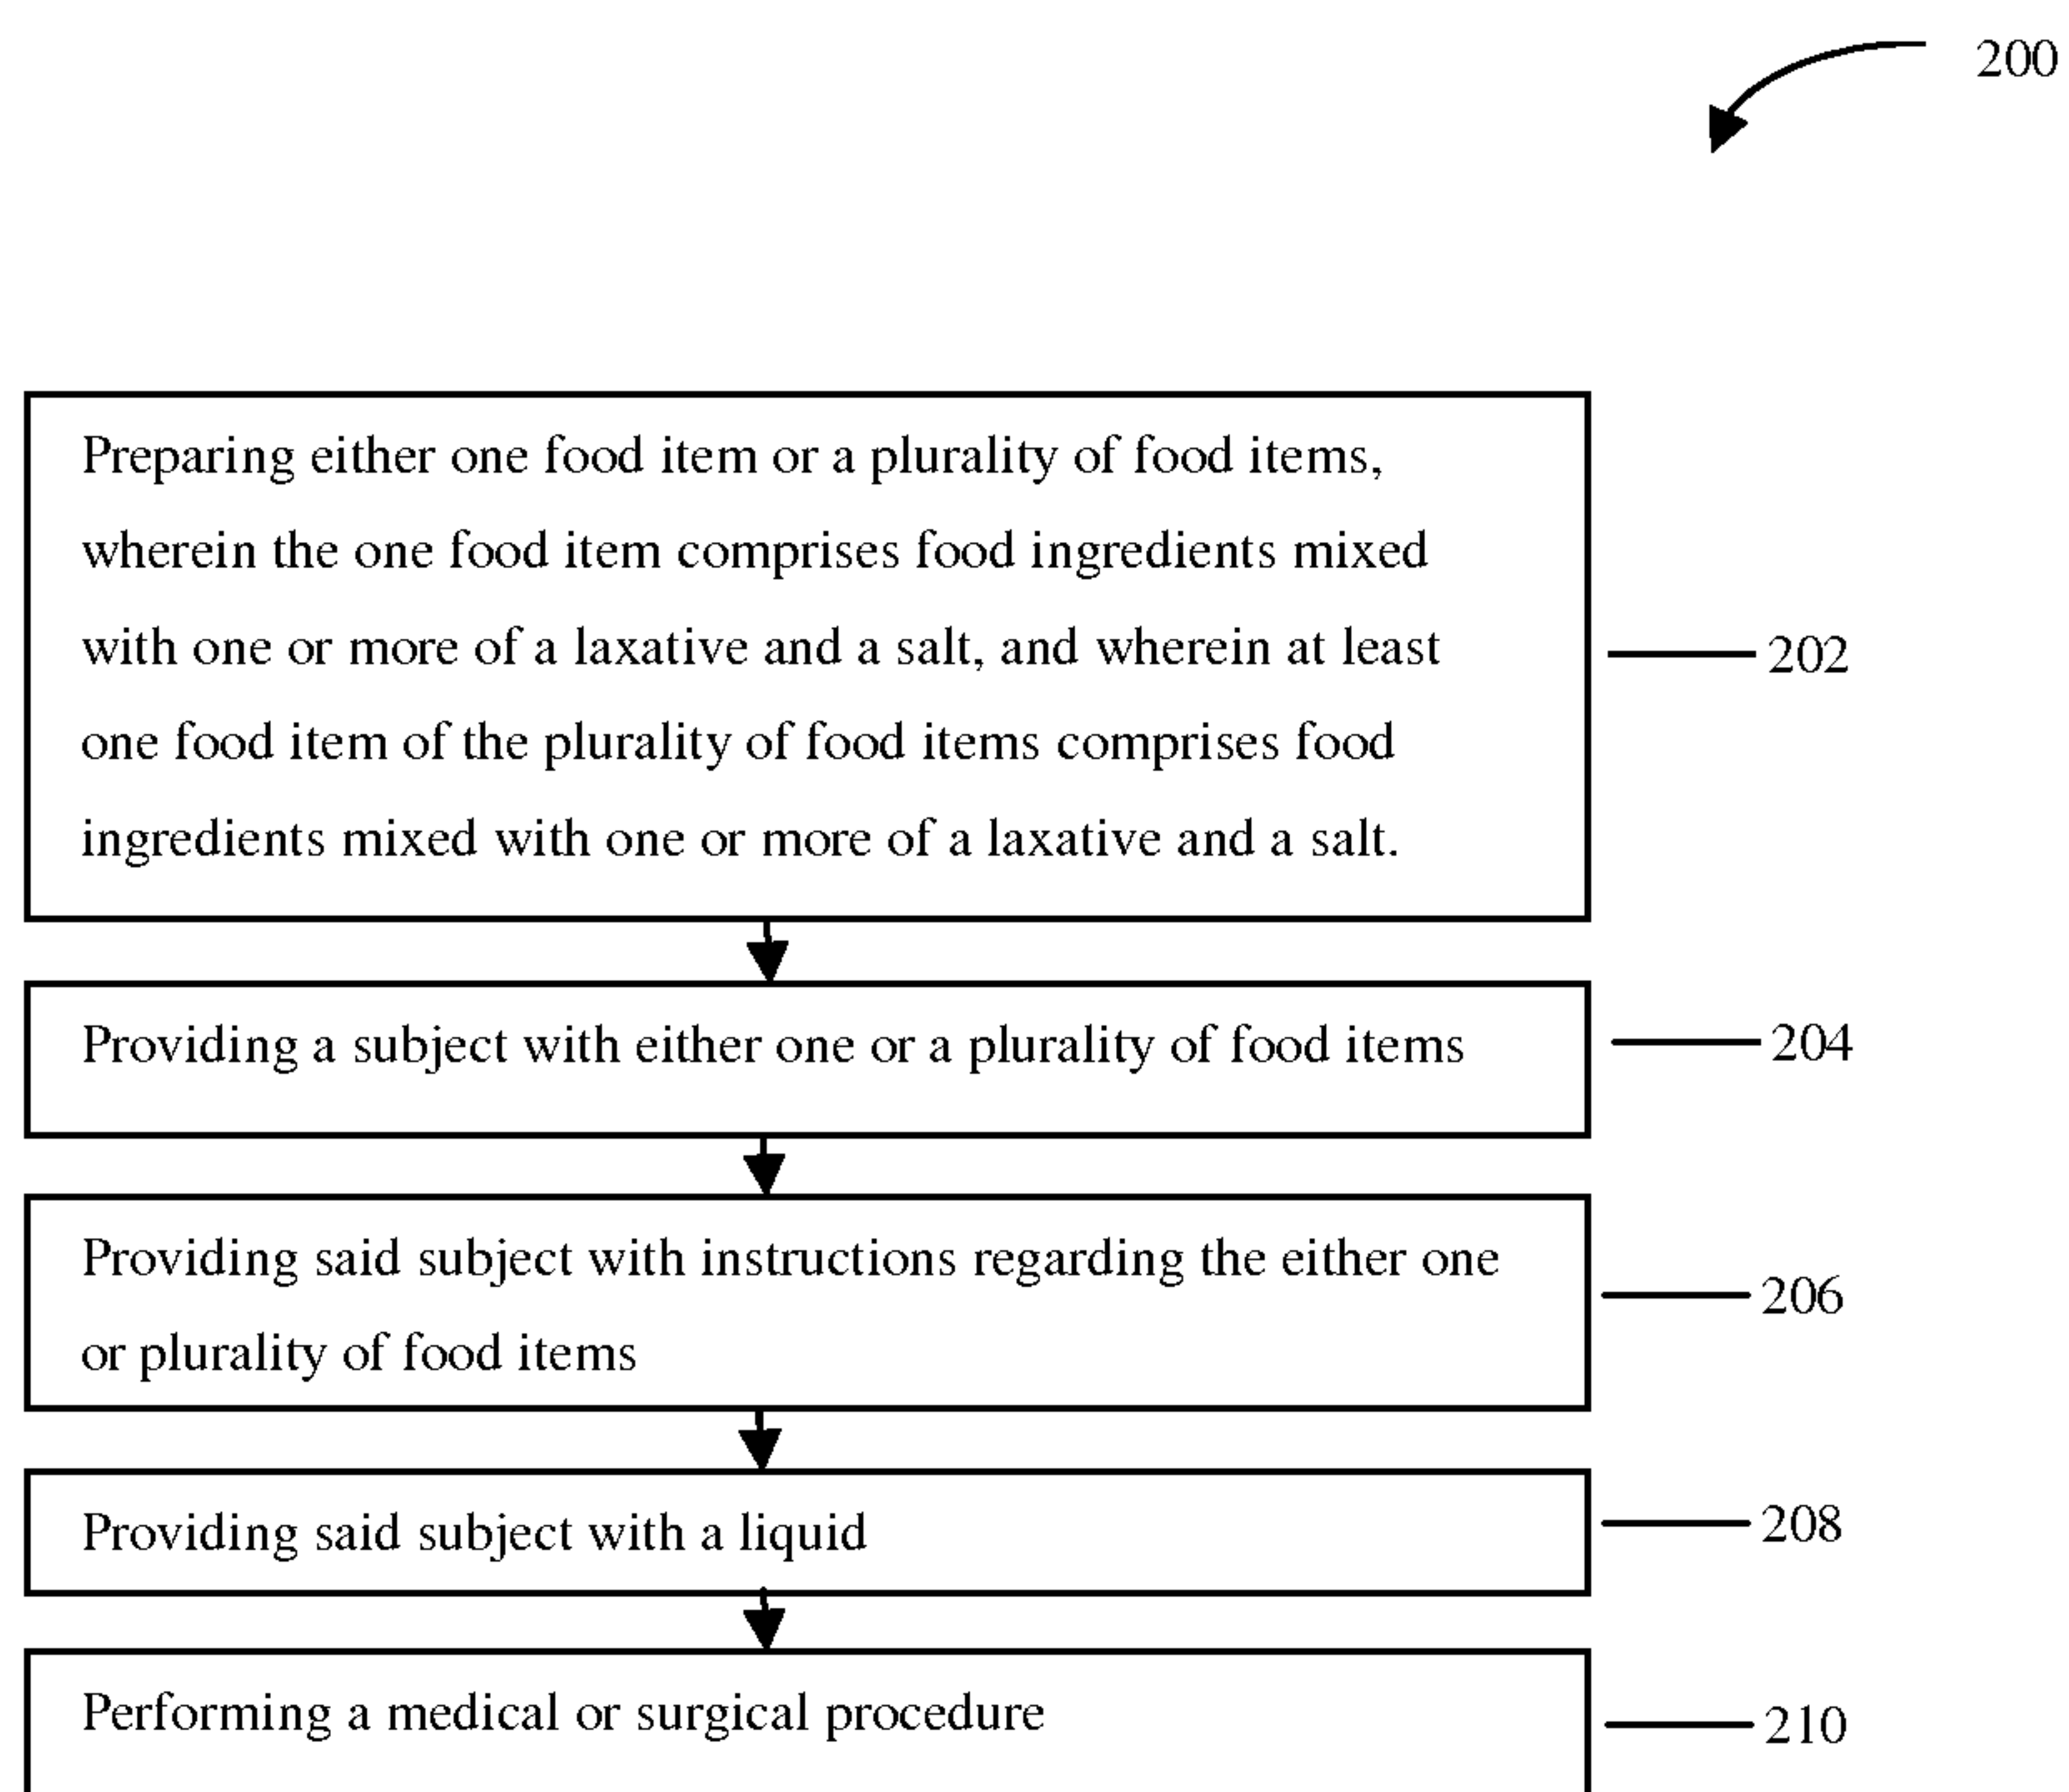 200
Preparing either one food item or a plurality of food items,
wherein the one food item comprises food ingredients mixed
with one or more of a laxative and a salt, and wherein at least
one food item of the plurality of food items comprises food
ingredients mixed with one or more of a laxative and a salt.
202
Providing a subject with either one or a plurality of food items
204
Providing said subject with instructions regarding the either one
or plurality of food items
206
Providing said subject with a liquid
208
Performing a medical or surgical procedure
210